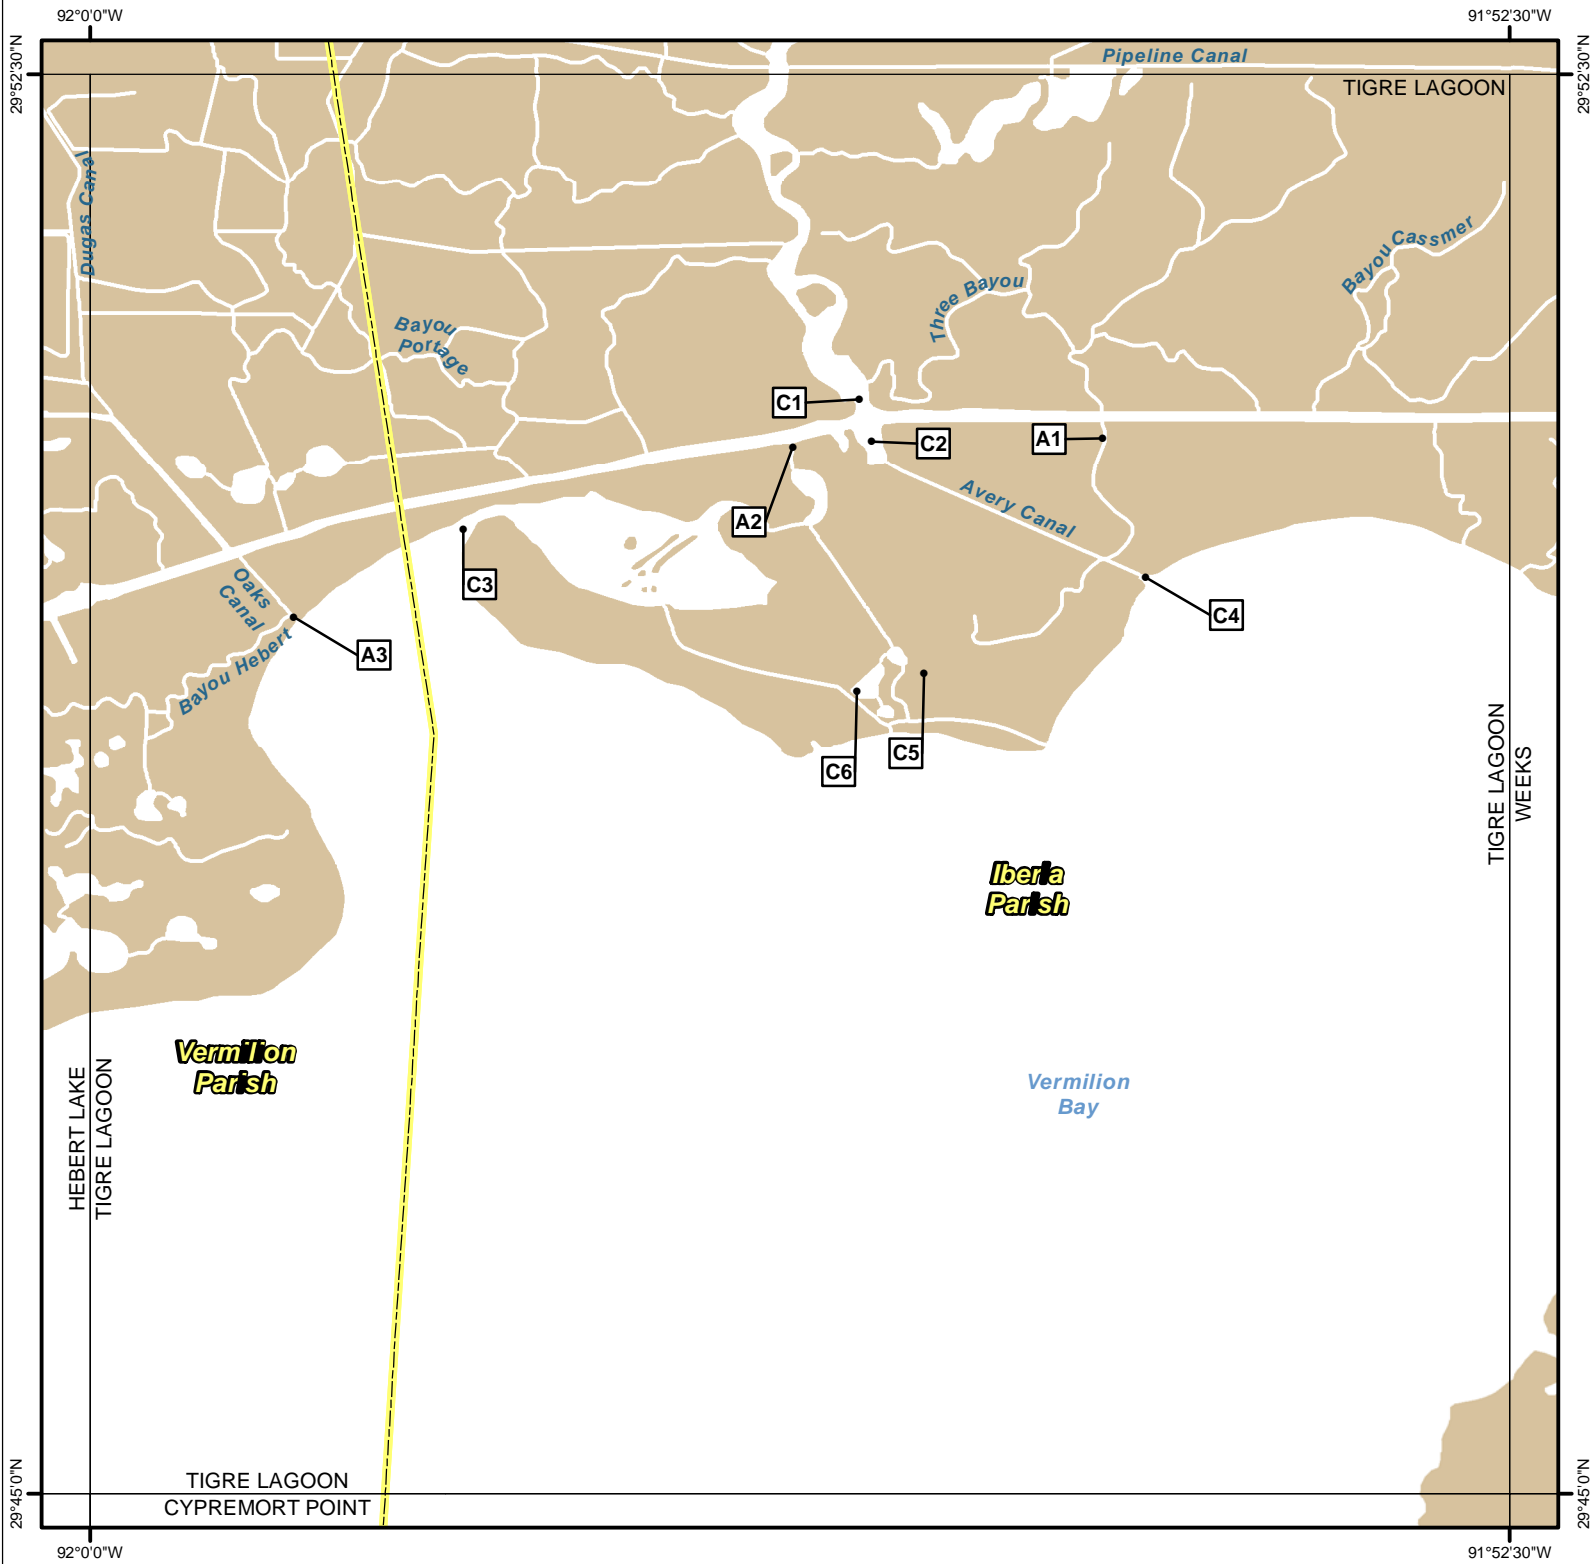 92°0'0"W
91°52'30"W
29°52'30"N
29°52'30"N
Pipeline Canal
TIGRE LAGOON
Dugas Cane
le
Bayou Cassmer
Three Bayou
Bayou
Portage
C1
C2
A1
A2
Avery Canal
C3
Oaks
Canal
C4
Bayou Hebert
A3
C5
C6
TIGRE LAGOON
WEEKS
Iberia
Parish
Vermilion
Parish
Vermilion
Bay
HEBERT LAKE
TIGRE LAGOON
TIGRE LAGOON
CYPREMORT POINT
29°45'0"N
29°45'0"N
92°0'0"W
91°52'30"W